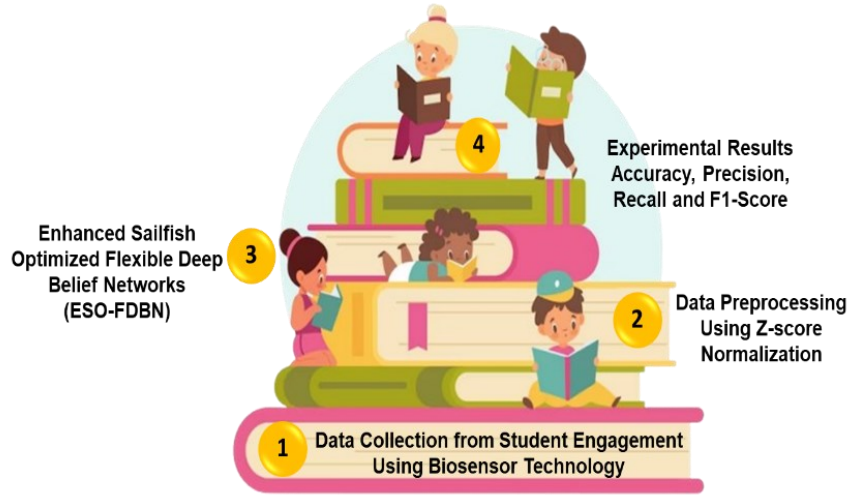 4
Experimental Results
Accuracy, Precision,
Recall and F1-Score
Enhanced Sailfish
Optimized Flexible Deep
Belief Networks
(ESO-FDBN)
3
2
Data Preprocessing
Using Z-score
Normalization
1
Data Collection from Student Engagement
Using Biosensor Technology